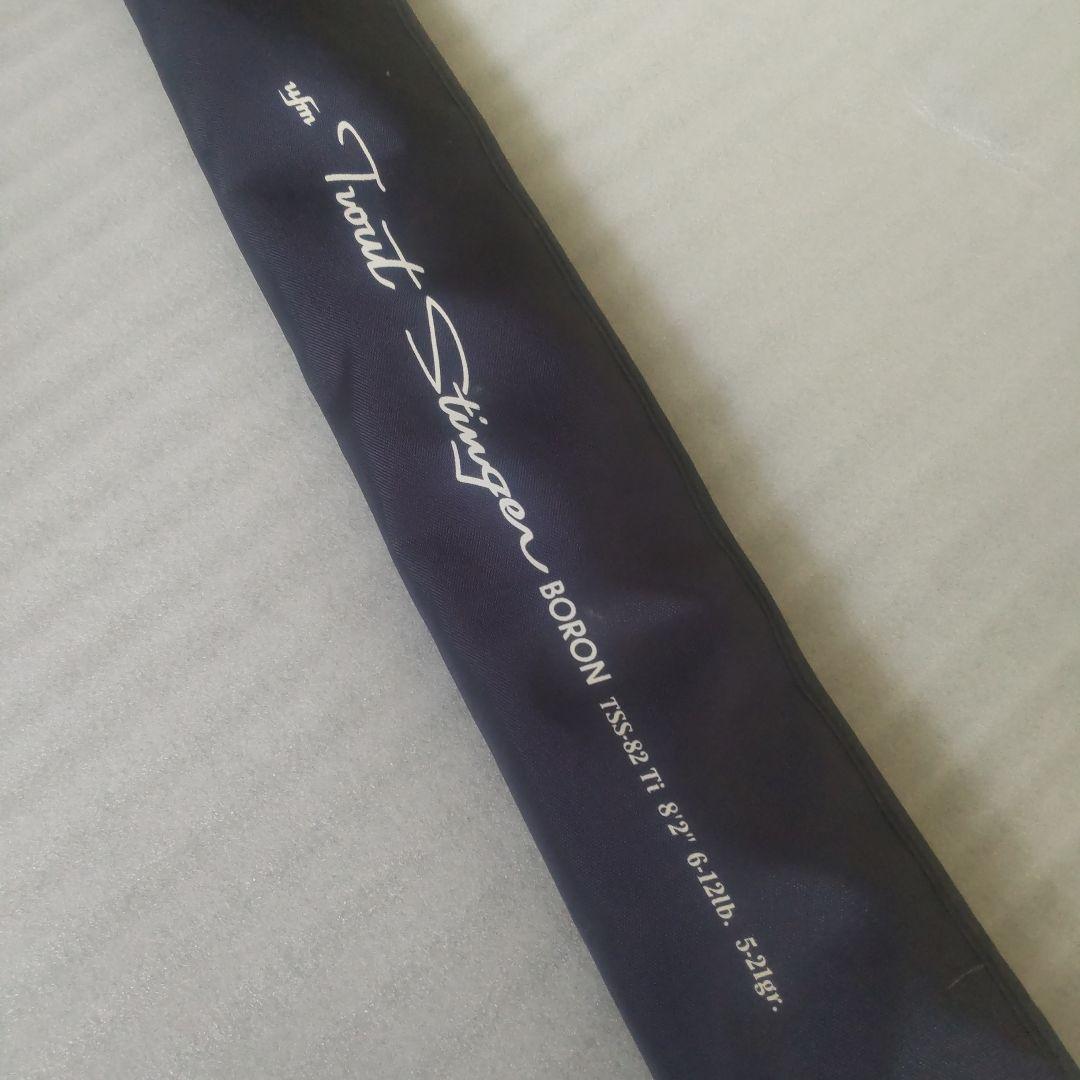 ufm Trout Stinger BORON TSS-82 Ti 8'2" 6-12lb. 5-21gr.